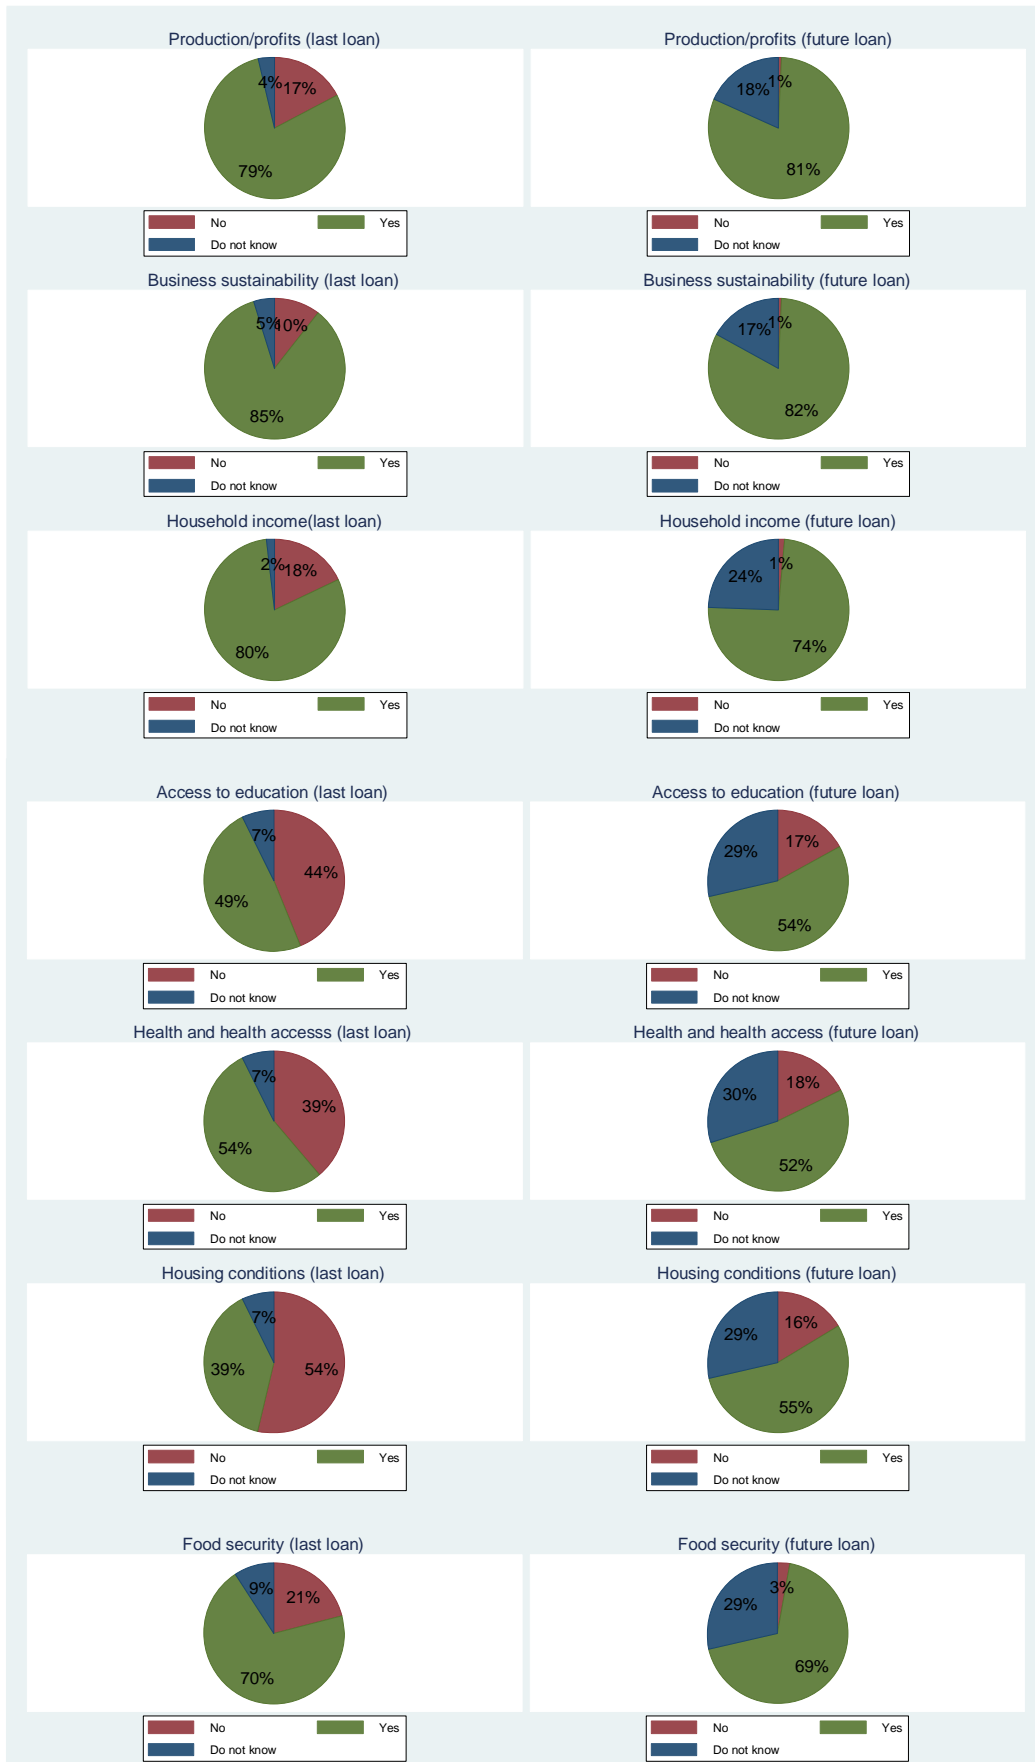 Production/profits (last loan)
4% 17%
79%
No Yes
Do not know
Production/profits (future loan)
18% 1%
81%
No Yes
Do not know
Business sustainability (last loan)
5% 10%
85%
No Yes
Do not know
Business sustainability (future loan)
17% 1%
82%
No Yes
Do not know
Household income(last loan)
2% 18%
80%
No Yes
Do not know
Household income (future loan)
24% 1%
74%
No Yes
Do not know
Access to education (last loan)
7%
44%
49%
No Yes
Do not know
Access to education (future loan)
29% 17%
54%
No Yes
Do not know
Health and health accesss (last loan)
7%
39%
54%
No Yes
Do not know
Health and health access (future loan)
30% 18%
52%
No Yes
Do not know
Housing conditions (last loan)
7%
39% 54%
No Yes
Do not know
Housing conditions (future loan)
29% 16%
55%
No Yes
Do not know
Food security (last loan)
9% 21%
70%
No Yes
Do not know
Food security (future loan)
29% 3%
69%
No Yes
Do not know